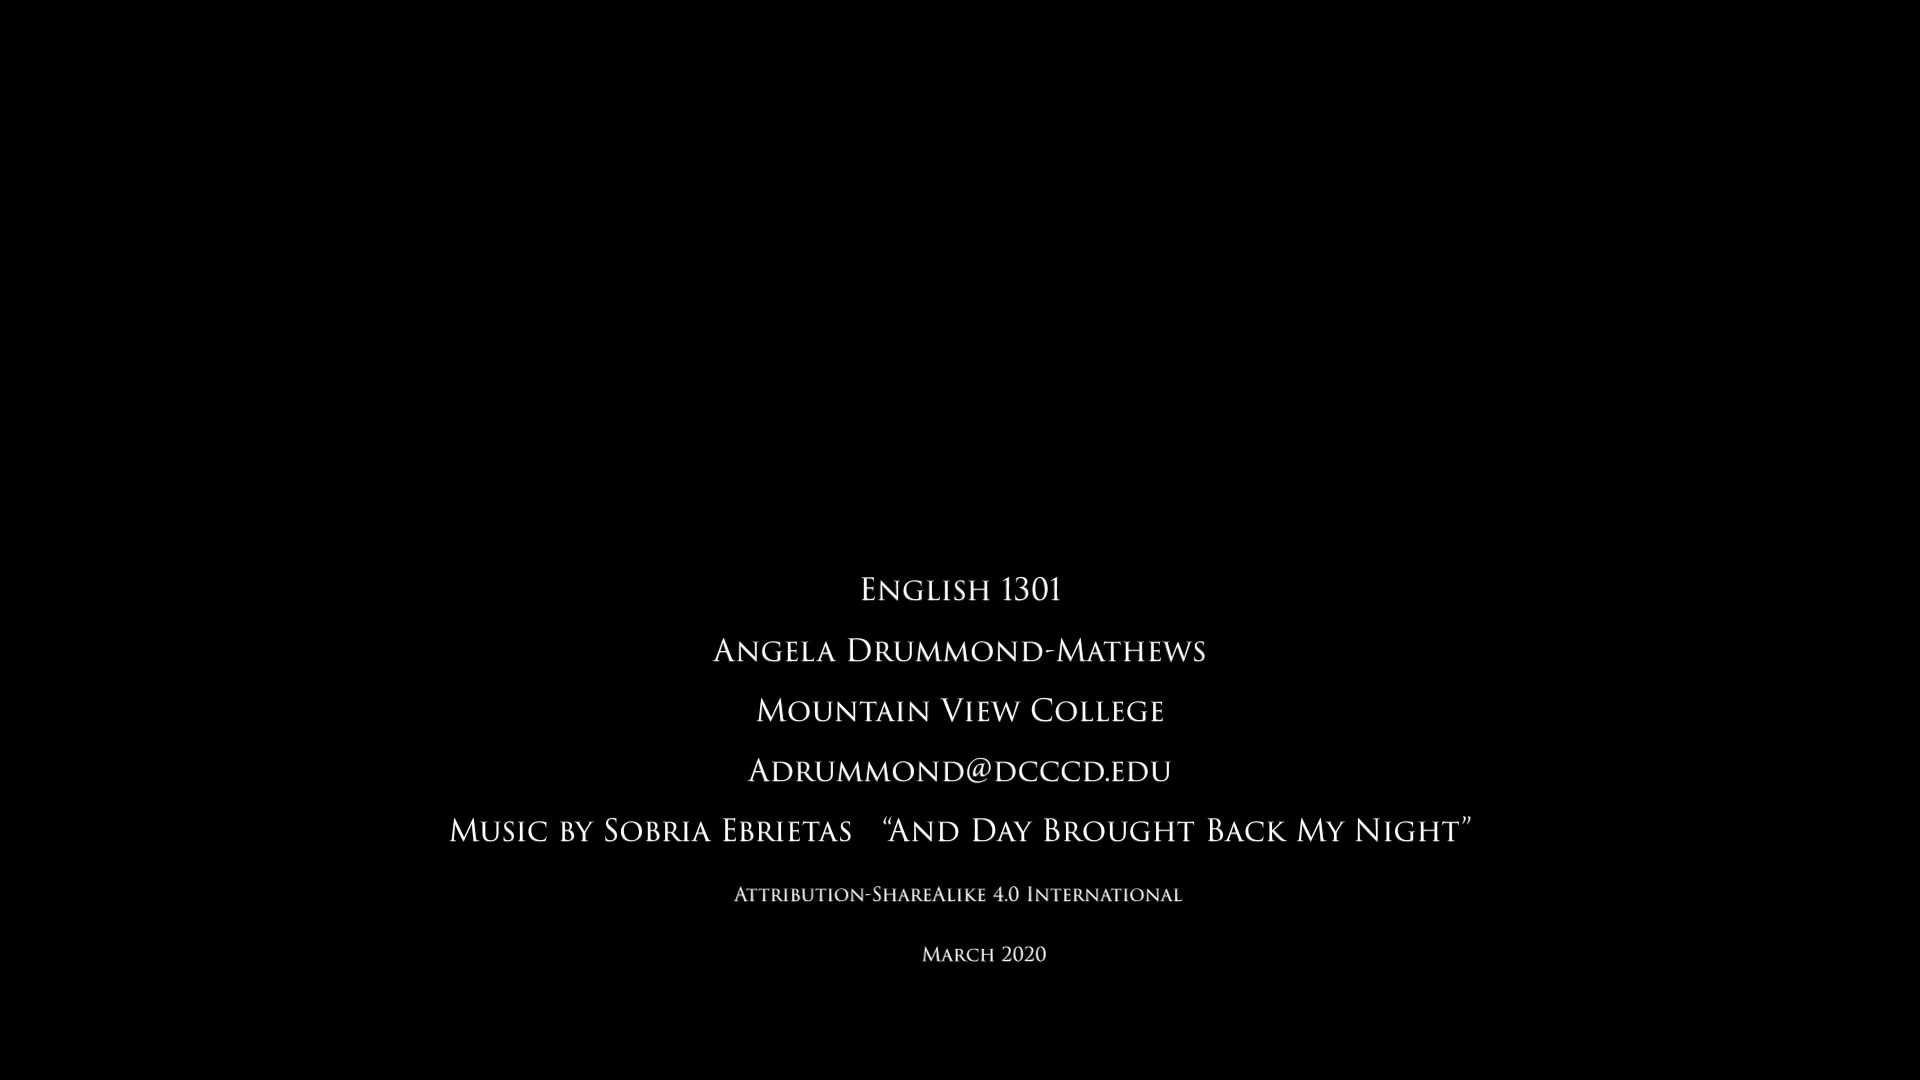 English 1301
Angela Drummond-Mathews
Mountain View College
Adrummond@dcccd.edu
Music by Sobria Ebrietas “And Day Brought Back My Night”
Attribution-ShareAlike 4.0 International
March 2020